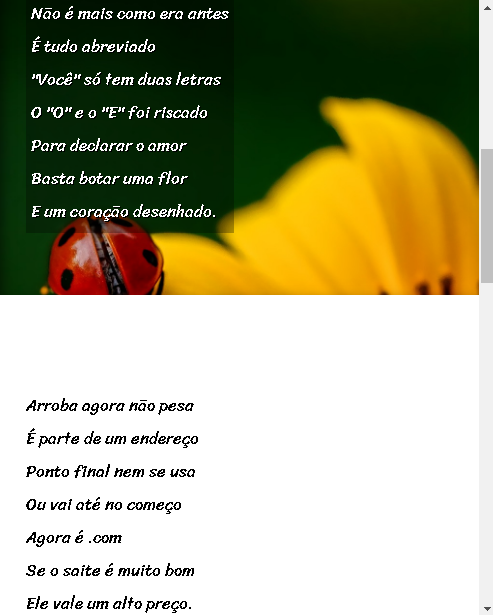 Não é mais como era antes
É tudo abreviado
"Você" só tem duas letras
O "O" e o "E" foi riscado
Para declarar o amor
Basta botar uma flor
E um coração desenhado.
Arroba agora não pesa
É parte de um endereço
Ponto final nem se usa
Ou vai até no começo
Agora é .com
Se o saite é muito bom
Ele vale um alto preço.